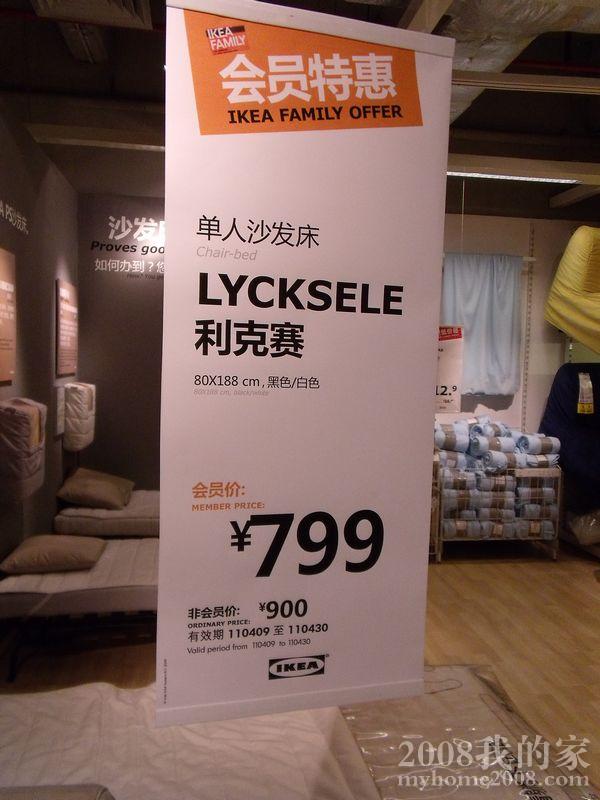 IKEA
FAMILY
会员特惠
IKEA FAMILY OFFER
单人沙发床
Chair-bed
LYCKSELE
利克赛
80X188 cm , 黑色/白色
80X188 cm, black/white
会员价:
MEMBER PRICE:
¥799
非会员价: ¥900
ORDINARY PRICE:
有效期 110409 至 110430
Valid period from 110409 to 110430
IKEA
沙发
Proves goo
如何办到?
12.9
2008我的家
myhome2008.com